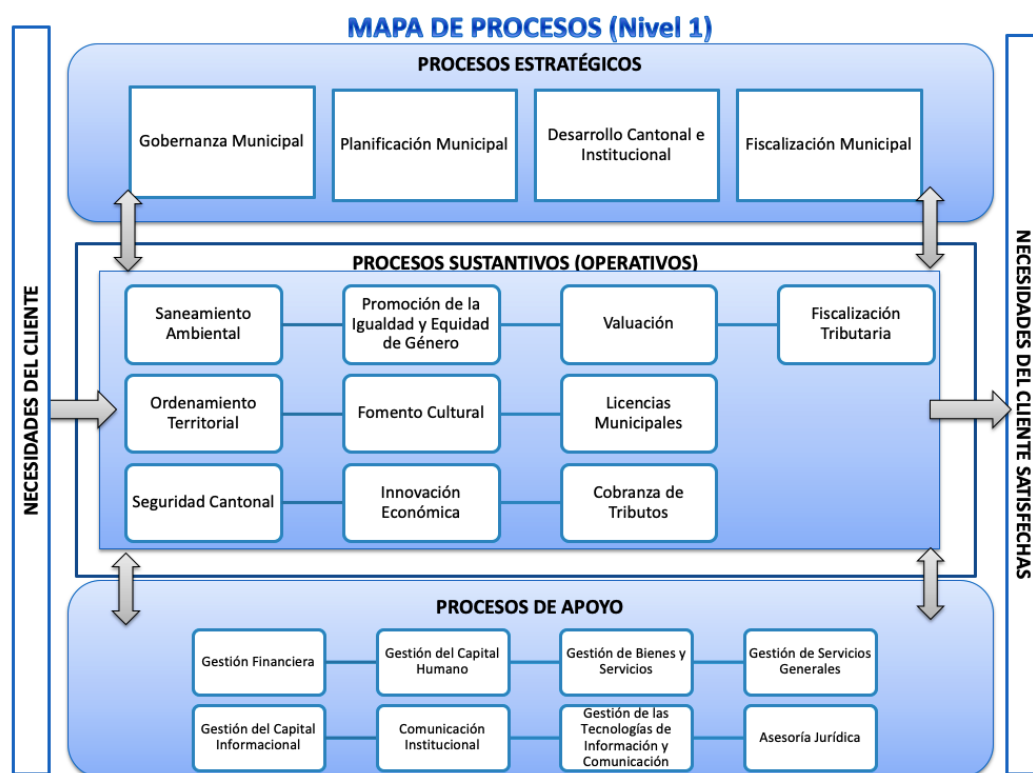 MAPA DE PROCESOS (Nivel 1)
NECESIDADES DEL CLIENTE
PROCESOS ESTRATÉGICOS
Gobernanza Municipal
Planificación Municipal
Desarrollo Cantonal e
Institucional
Fiscalización Municipal
PROCESOS SUSTANTIVOS (OPERATIVOS)
Saneamiento
Ambiental
Promoción de la
Igualdad y Equidad
de Género
Valuación
Fiscalización
Tributaria
Ordenamiento
Territorial
Fomento Cultural
Licencias
Municipales
Seguridad Cantonal
Innovación
Económica
Cobranza de
Tributos
PROCESOS DE APOYO
Gestión Financiera
Gestión del Capital
Humano
Gestión de Bienes y
Servicios
Gestión de Servicios
Generales
Gestión del Capital
Informacional
Comunicación
Institucional
Gestión de las
Tecnologías de
Información y
Comunicación
Asesoría Jurídica
NECESIDADES DEL CLIENTE SATISFECHAS